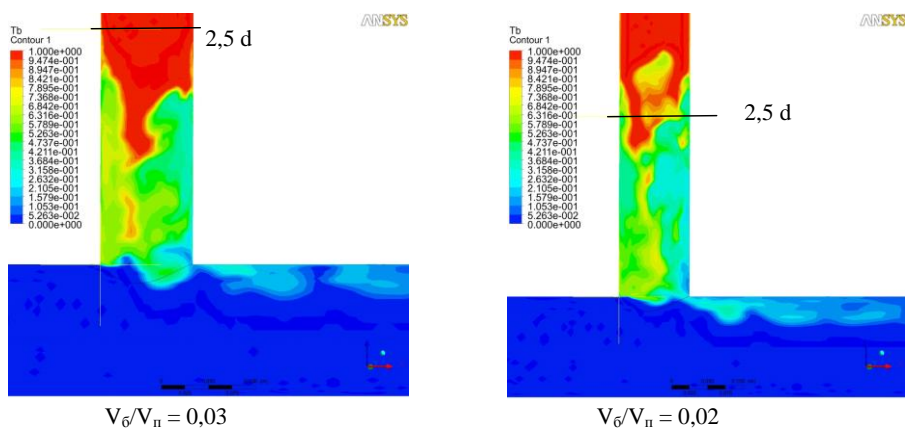 ANSYS
Tb
Contour 1
2,5 d
1.000e+000
9.474e-001
8.947e-001
8.421e-001
7.895e-001
7.368e-001
6.842e-001
6.316e-001
5.789e-001
5.263e-001
4.737e-001
4.211e-001
3.684e-001
3.158e-001
2.632e-001
2.105e-001
1.579e-001
1.053e-001
5.263e-002
0.000e+000
V_б/V_п = 0,03
ANSYS
Tb
Contour 1
1.000e+000
9.474e-001
8.947e-001
8.421e-001
7.895e-001
7.368e-001
6.842e-001
6.316e-001
5.789e-001
5.263e-001
4.737e-001
4.211e-001
3.684e-001
3.158e-001
2.632e-001
2.105e-001
1.579e-001
1.053e-001
5.263e-002
0.000e+000
2,5 d
V_б/V_п = 0,02